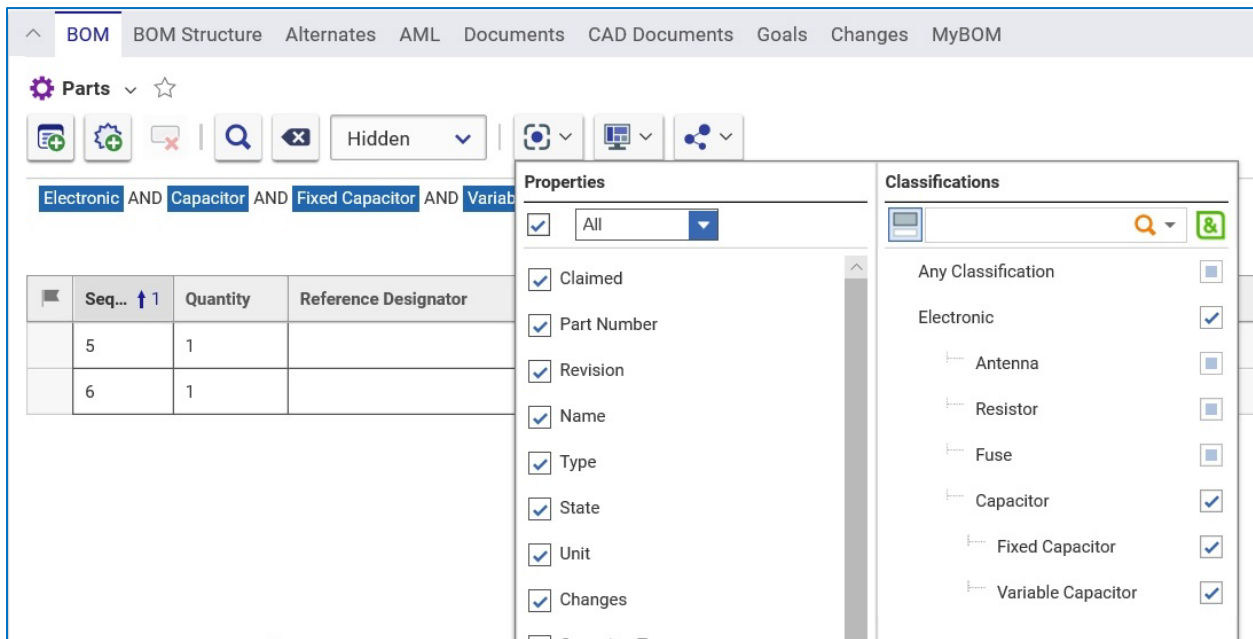 BOM BOM Structure Alternates AML Documents CAD Documents Goals Changes MyBOM
Parts
Hidden
Electronic AND Capacitor AND Fixed Capacitor AND Variab
Seq... 1 Quantity Reference Designator
5 1
6 1
Properties
All
Claimed
Part Number
Revision
Name
Type
State
Unit
Changes
Classifications
&
Any Classification
Electronic
Antenna
Resistor
Fuse
Capacitor
Fixed Capacitor
Variable Capacitor